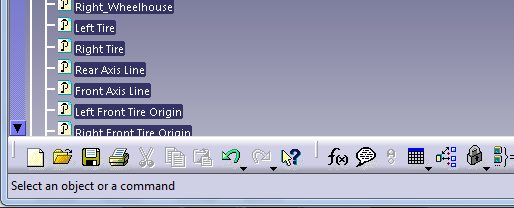 Right_Wheelhouse
Left Tire
Right Tire
Rear Axis Line
Front Axis Line
Left Front Tire Origin
Right Front Tire Origin
f(x)
Select an object or a command